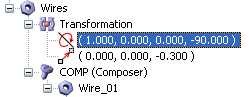 Wires
Transformation
( 1.000, 0.000, 0.000, -90.000 )
( 0.000, 0.000, -0.300 )
COMP (Composer)
Wire_01